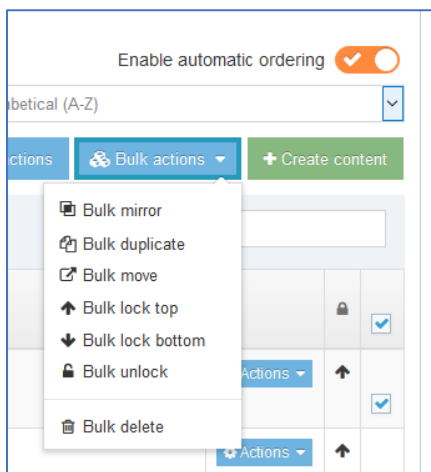 Enable automatic ordering
betical (A-Z)
ctions
Bulk actions
Create content
Bulk mirror
Bulk duplicate
Bulk move
Bulk lock top
Bulk lock bottom
Bulk unlock
Actions
Bulk delete
Actions